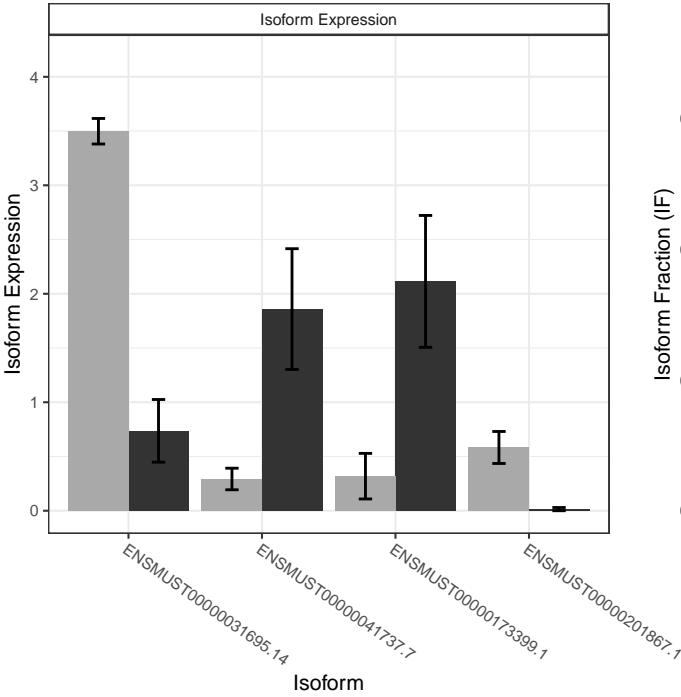 Isoform Expression
Isoform Expression
4
3
2
1
0
ENSMUST00000031695.14
ENSMUST00000041737.7
ENSMUST00000173399.1
ENSMUST00000201867.1
Isoform
Isoform Fraction (IF)